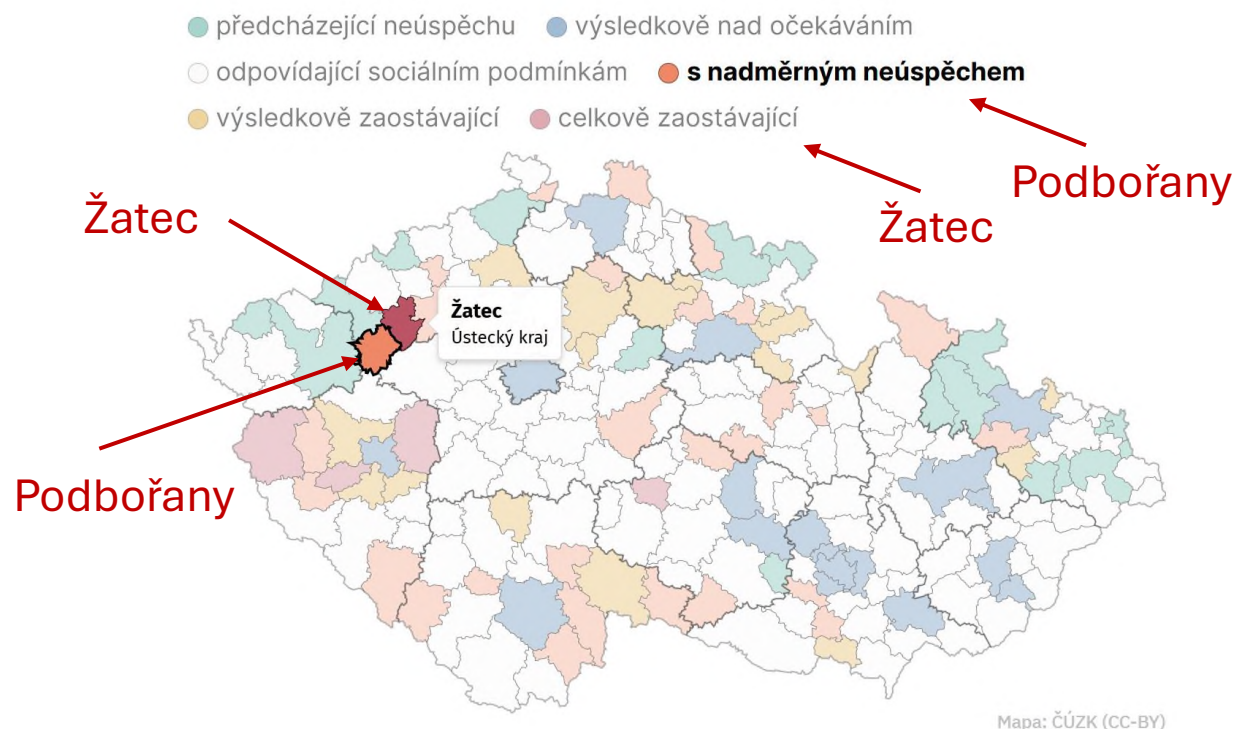 předcházející neúspěchu výsledkově nad očekáváním
odpovídající sociálním podmínkám s nadměrným neúspěchem
výsledkově zaostávající celkově zaostávající
Podbořany
Žatec
Žatec
Žatec
Ústecký kraj
Podbořany
Mapa: ČÚZK (CC-BY)